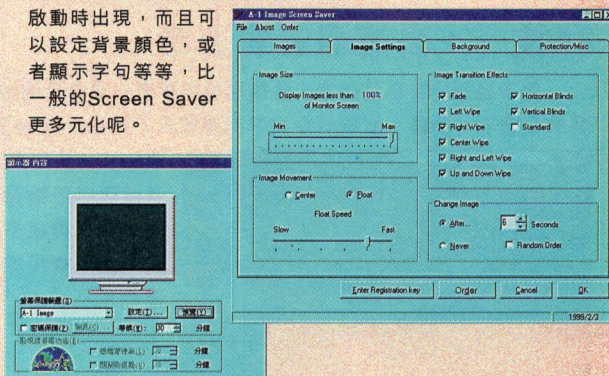 啟動時出現，而且可
以設定背景顏色，或
者顯示字句等等，比
一般的Screen Saver
更多元化呢。
A-1 Image Screen Saver
File About Order
Images
Image Settings
Background
Protection/Misc
Image Size
Display Images less than 100%
of Monitor Screen
Min Max
Image Movement
Center Float
Float Speed
Slow Fast
Image Transition Effects
Fade
Left Wipe
Right Wipe
Center Wipe
Right and Left Wipe
Up and Down Wipe
Horizontal Blinds
Vertical Blinds
Standard
Change Image
After... 6 Seconds
Never Random Order
Enter Registration key
Order
Cancel
OK
1999/2/3
顯示器 內容
螢幕保護裝置(S)
A-1 Image 設定(T)... 預覽(V)
密碼保護(P) 等候(W): 30 分鐘
分鐘
分鐘